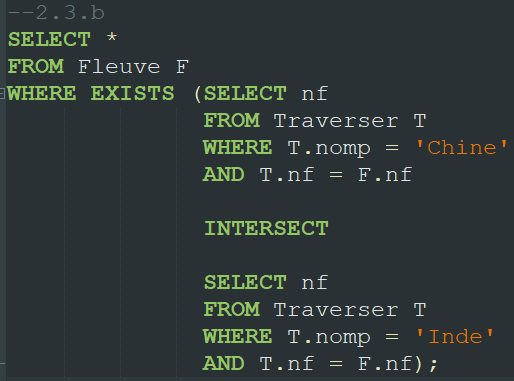 --2.3.b
SELECT *
FROM Fleuve F
WHERE EXISTS (SELECT nf
FROM Traverser T
WHERE T.nomp = 'Chine'
AND T.nf = F.nf
INTERSECT
SELECT nf
FROM Traverser T
WHERE T.nomp = 'Inde'
AND T.nf = F.nf);